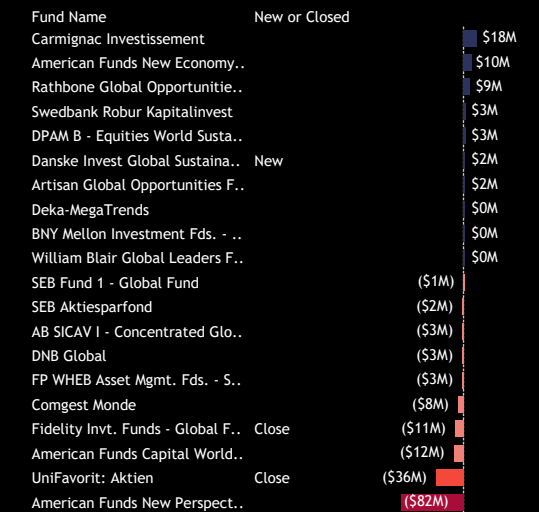 Fund Name New or Closed
Carmignac Investissement $18M
American Funds New Economy.. $10M
Rathbone Global Opportunitie.. $9M
Swedbank Robur Kapitalinvest $3M
DPAM B - Equities World Susta.. $3M
Danske Invest Global Sustaina.. New $2M
Artisan Global Opportunities F.. $2M
Deka-MegaTrends $0M
BNY Mellon Investment Fds. - .. $0M
William Blair Global Leaders F.. $0M
SEB Fund 1 - Global Fund ($1M)
SEB Aktiesparfond ($2M)
AB SICAV I - Concentrated Glo.. ($3M)
DNB Global ($3M)
FP WHEB Asset Mgmt. Fds. - S.. ($3M)
Comgest Monde ($8M)
Fidelity Invt. Funds - Global F.. Close ($11M)
American Funds Capital World.. ($12M)
UniFavorit: Aktien Close ($36M)
American Funds New Perspect.. ($82M)